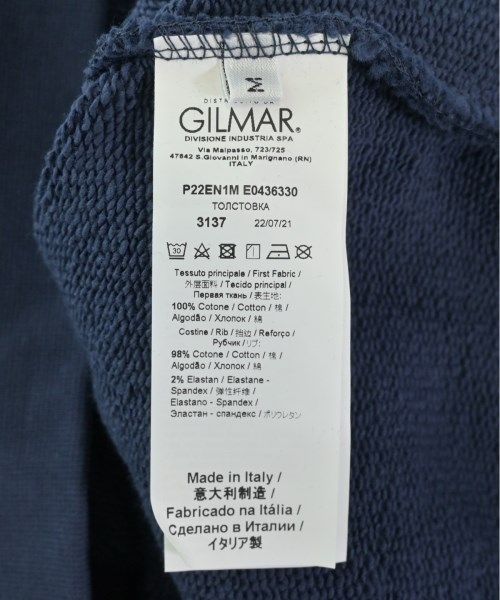 M
DISTRIBUITO DA
GILMAR®
DIVISIONE INDUSTRIA SPA
Via Malpasso, 723/725
47842 S.Giovanni in Marignano (RN)
ITALY
P22EN1M E0436330
ТОЛСТОВКА
3137 22/07/21
30
Tessuto principale / First Fabric /
外层面料 / Tecido principal /
Первая ткань / 表生地:
100% Cotone / Cotton / 棉 /
Algodão / Хлопок / 綿
Costine / Rib / 拗边 / Reforço /
Рубчик / リブ:
98% Cotone / Cotton / 棉 /
Algodão / Хлопок / 綿
2% Elastan / Elastane -
Spandex / 弹性纤维 /
Elastano - Spandex /
Эластан - спандекс / ポリウレタン
Made in Italy /
意大利制造 /
Fabricado na Itália /
Сделано в Италии /
イタリア製